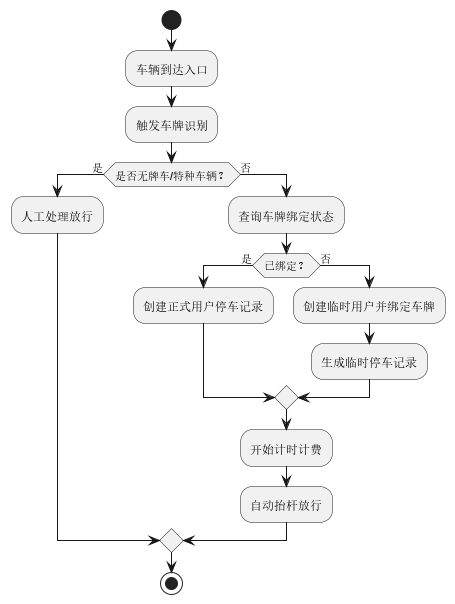 车辆到达入口
触发车牌识别
是
是否无牌车/特种车辆？
否
人工处理放行
查询车牌绑定状态
是
已绑定？
否
创建正式用户停车记录
创建临时用户并绑定车牌
生成临时停车记录
开始计时计费
自动抬杆放行